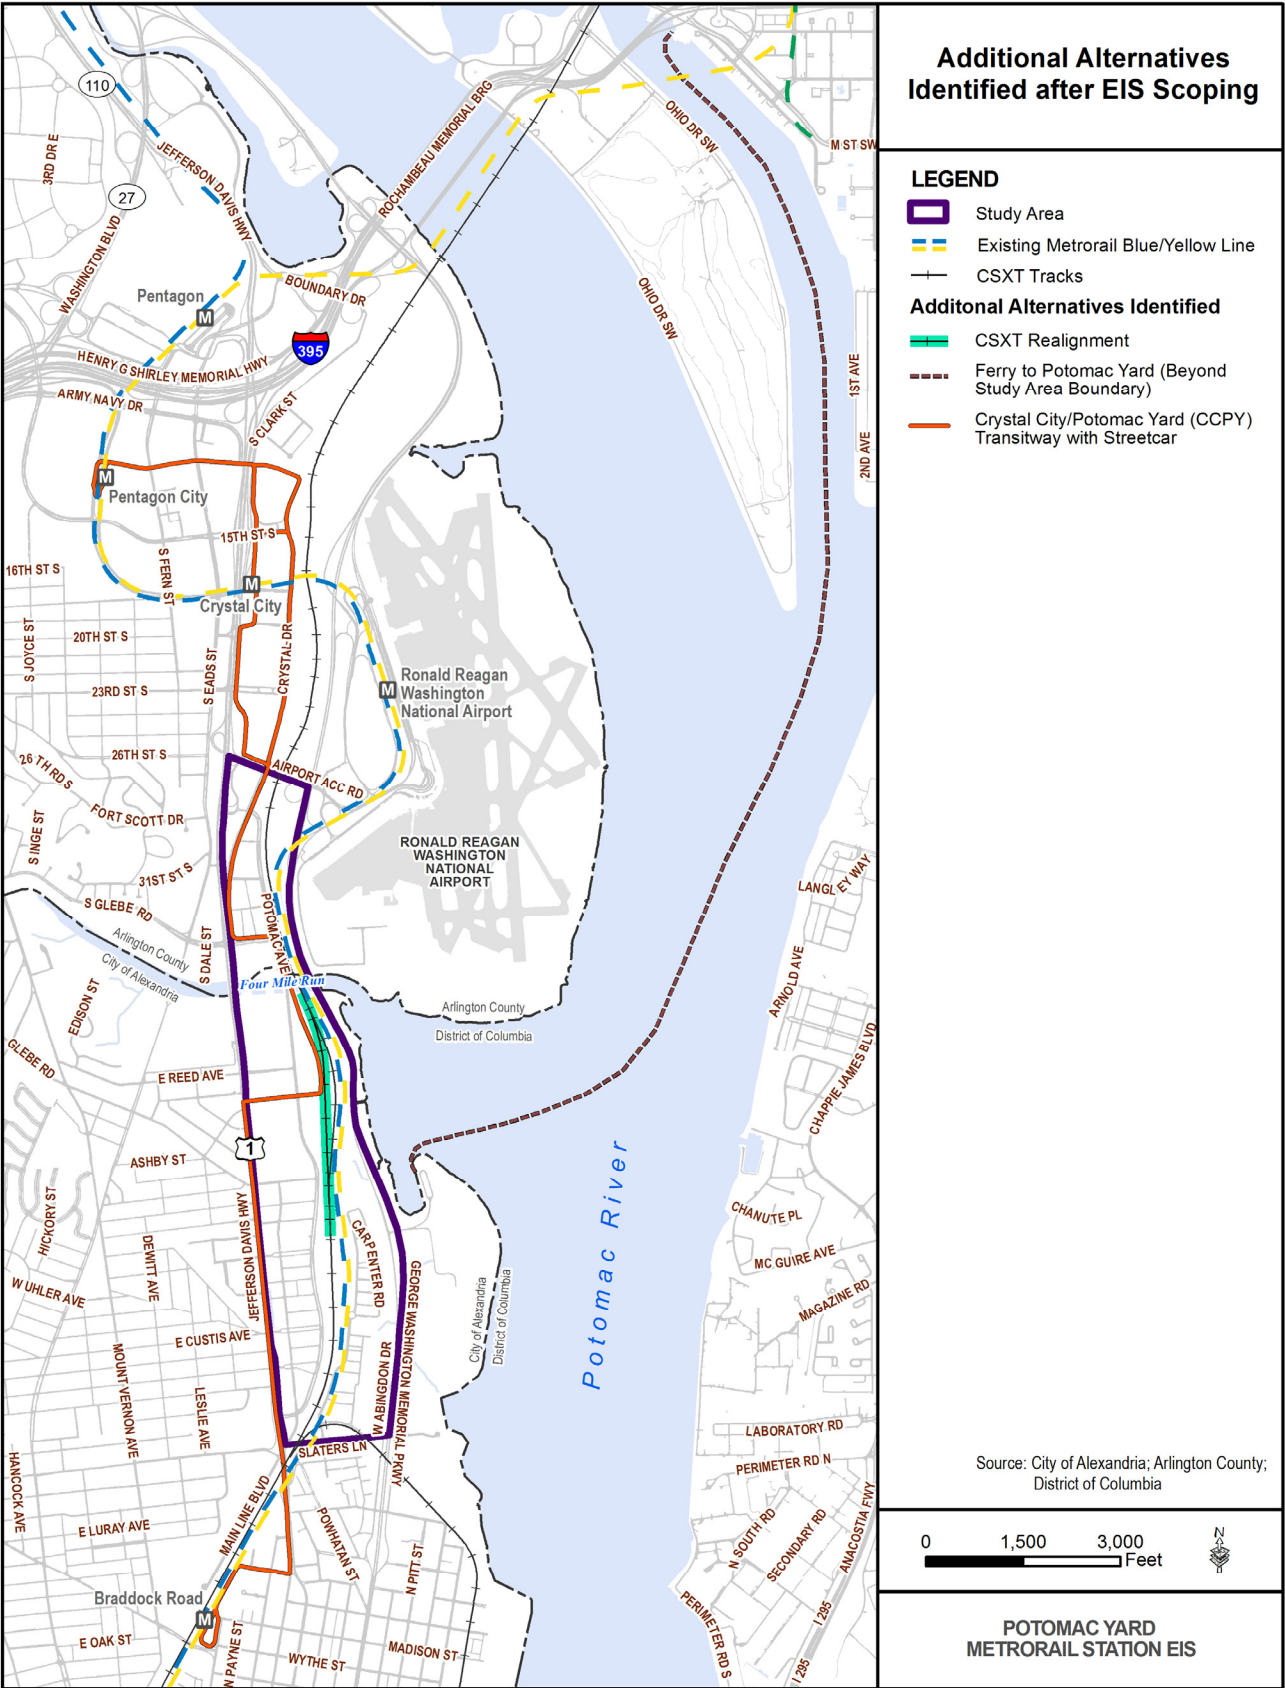 Additional Alternatives
Identified after EIS Scoping
LEGEND
Study Area
Existing Metrorail Blue/Yellow Line
CSXT Tracks
Additonal Alternatives Identified
CSXT Realignment
Ferry to Potomac Yard (Beyond
Study Area Boundary)
Crystal City/Potomac Yard (CCPY)
Transitway with Streetcar
Source: City of Alexandria; Arlington County;
District of Columbia
0 1,500 3,000
Feet
N
POTOMAC YARD
METRORAIL STATION EIS
110
3RD DR E
JEFFERSON DAVIS HWY
27
WASHINGTON BLVD
ROCHAMBEAU MEMORIAL BRG
OHIO DR SW
M ST SW
Pentagon
M
BOUNDARY DR
OHIO DR SW
395
HENRY G SHIRLEY MEMORIAL HWY
ARMY NAVY DR
S CLARK ST
1ST AVE
2ND AVE
M
Pentagon City
15TH ST S
16TH ST S
S FERN ST
M
Crystal City
S JOYCE ST
20TH ST S
S EADS ST
CRYSTAL DR
23RD ST S
M
Ronald Reagan
Washington
National Airport
26TH ST S
26 TH RD S
AIRPORT ACC RD
FORT SCOTT DR
S INGE ST
31ST ST S
RONALD REAGAN
WASHINGTON
NATIONAL
AIRPORT
LANGLEY WAY
S GLEBE RD
POTOMAC AVE
Arlington County
City of Alexandria
S DALE ST
Four Mile Run
EDISON ST
Arlington County
District of Columbia
ARNOLD AVE
GLEBE RD
E REED AVE
CHAPPIE JAMES BLVD
1
ASHBY ST
HICKORY ST
JEFFERSON DAVIS HWY
DEWITT AVE
CARPENTER RD
CHANUTE PL
MC GUIRE AVE
W UHLER AVE
GEORGE WASHINGTON MEMORIAL PKWY
City of Alexandria
District of Columbia
Potomac River
MAGAZINE RD
E CUSTIS AVE
MOUNT VERNON AVE
W ABINGDON DR
LESLIE AVE
LABORATORY RD
SLATERS LN
PERIMETER RD N
HANCOCK AVE
MAIN LINE BLVD
E LURAY AVE
POWHATAN ST
N PITT ST
N SOUTH RD
SECONDARY RD
ANACOSTIA FWY
Braddock Road
M
E OAK ST
N PAYNE ST
WYTHE ST
MADISON ST
PERIMETER RD S
I 295
I 295